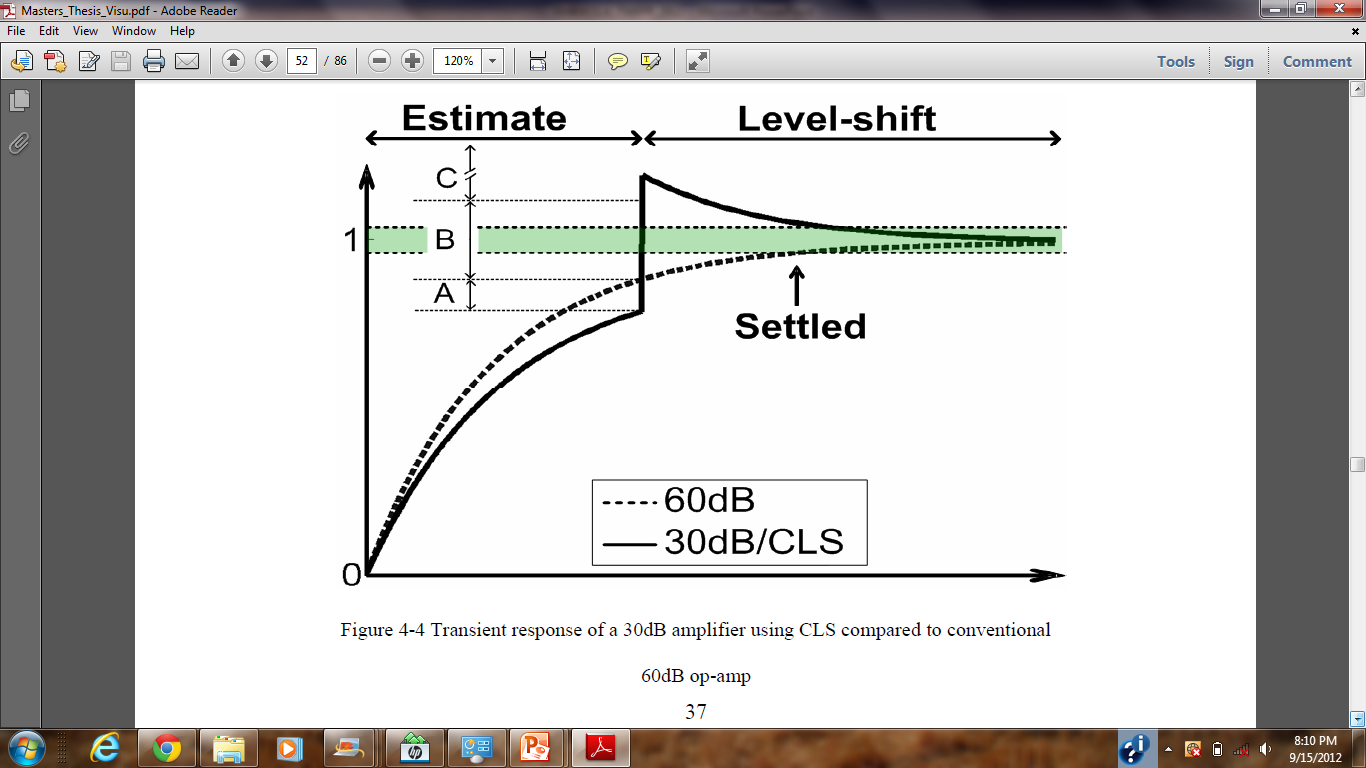 Masters_Thesis_Visu.pdf - Adobe Reader
File Edit View Window Help
52 / 86 120% Tools Sign Comment
Estimate Level-shift
C
1 B
A
Settled
60dB
30dB/CLS
0
Figure 4-4 Transient response of a 30dB amplifier using CLS compared to conventional
60dB op-amp
37
8:10 PM
9/15/2012